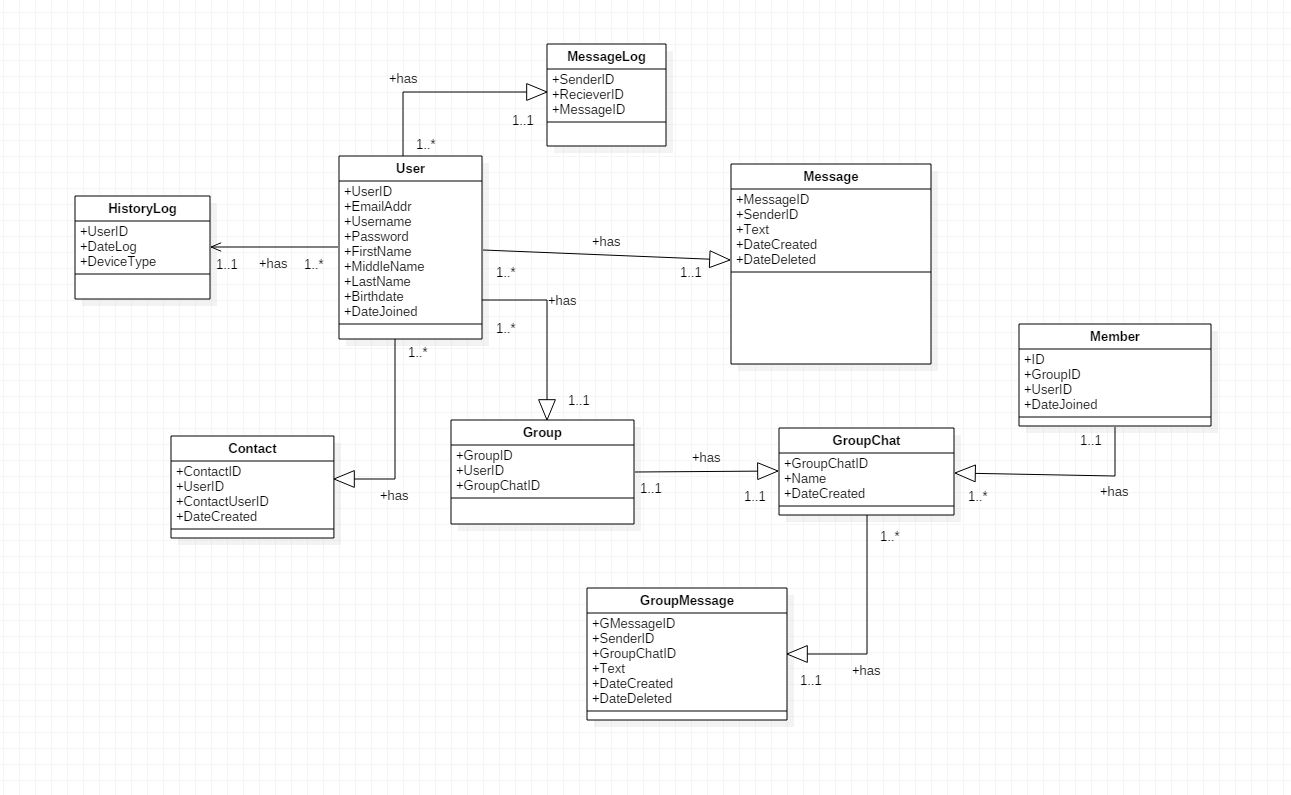 MessageLog
+SenderID
+RecieverID
+MessageID
+has
1..1
1..*
User
+UserID
+EmailAddr
+Username
+Password
+FirstName
+MiddleName
+LastName
+Birthdate
+DateJoined
Message
+MessageID
+SenderID
+Text
+DateCreated
+DateDeleted
HistoryLog
+UserID
+DateLog
+DeviceType
1..1
+has
1..*
+has
1..*
1..1
+has
1..*
1..1
1..*
+has
Member
+ID
+GroupID
+UserID
+DateJoined
Contact
+ContactID
+UserID
+ContactUserID
+DateCreated
Group
+GroupID
+UserID
+GroupChatID
+has
1..1
1..1
GroupChat
+GroupChatID
+Name
+DateCreated
1..1
1..*
+has
1..*
+has
1..1
GroupMessage
+GMessageID
+SenderID
+GroupChatID
+Text
+DateCreated
+DateDeleted